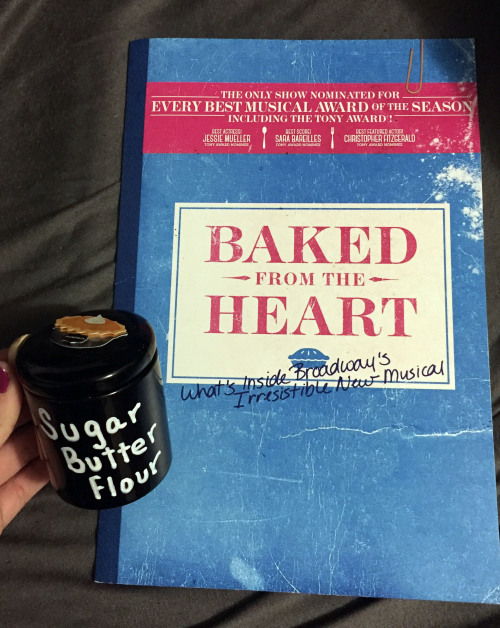 THE ONLY SHOW NOMINATED FOR
EVERY BEST MUSICAL AWARD OF THE SEASON
INCLUDING THE TONY AWARD!
BEST ACTRESS!
JESSIE MUELLER
TONY AWARD NOMINEE
BEST SCORE!
SARA BAREILLES
TONY AWARD NOMINEE
BEST FEATURED ACTOR!
CHRISTOPHER FITZGERALD
TONY AWARD NOMINEE
BAKED
FROM THE
HEART
What's Inside Broadway's
Irresistible New Musical
Sugar
Butter
Flour